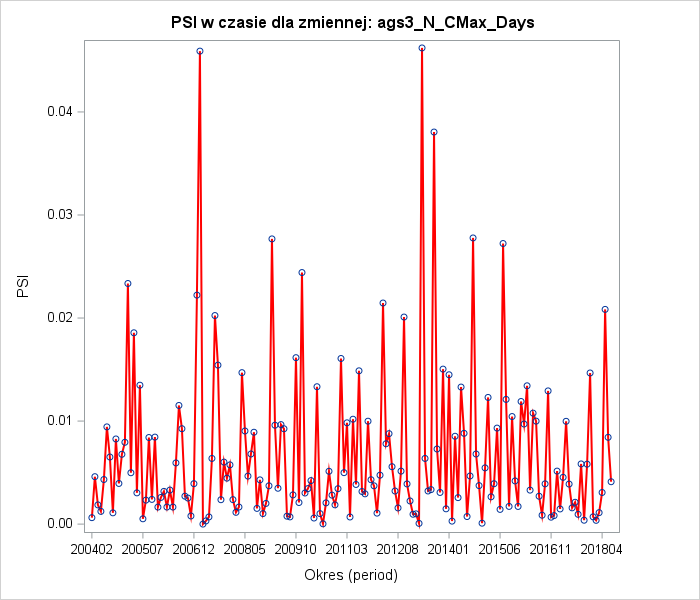 PSI w czasie dla zmiennej: ags3_N_CMax_Days
0.04
0.03
0.02
0.01
0.00
PSI
200402 200507 200612 200805 200910 201103 201208 201401 201506 201611 201804
Okres (period)